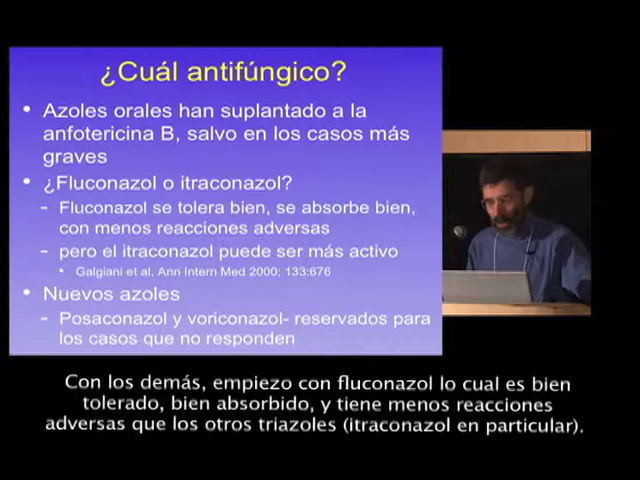 ¿Cuál antifúngico?
• Azoles orales han suplantado a la
anfotericina B, salvo en los casos más
graves
• ¿Fluconazol o itraconazol?
- Fluconazol se tolera bien, se absorbe bien,
con menos reacciones adversas
- pero el itraconazol puede ser más activo
• Galgiani et al, Ann Intern Med 2000; 133:676
• Nuevos azoles
- Posaconazol y voriconazol- reservados para
los casos que no responden
Con los demás, empiezo con fluconazol lo cual es bien
tolerado, bien absorbido, y tiene menos reacciones
adversas que los otros triazoles (itraconazol en particular).